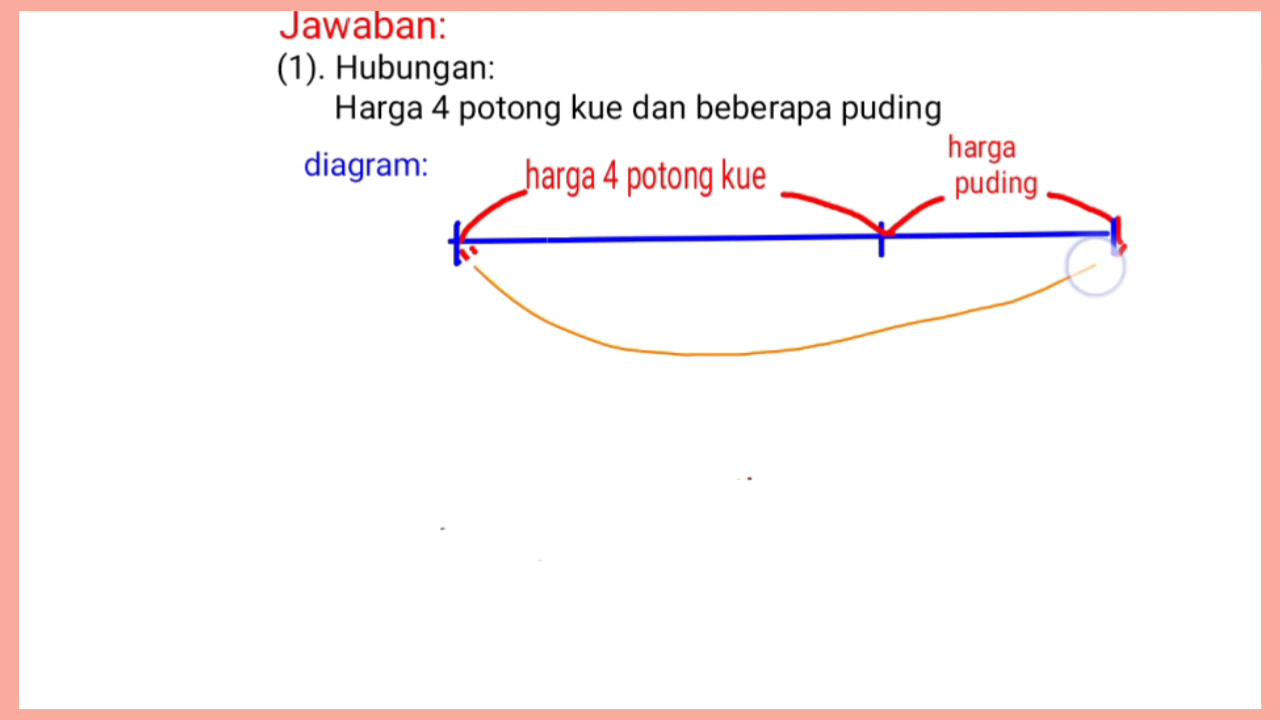 Jawaban:
(1). Hubungan:
Harga 4 potong kue dan beberapa puding
diagram:
harga 4 potong kue
harga
puding